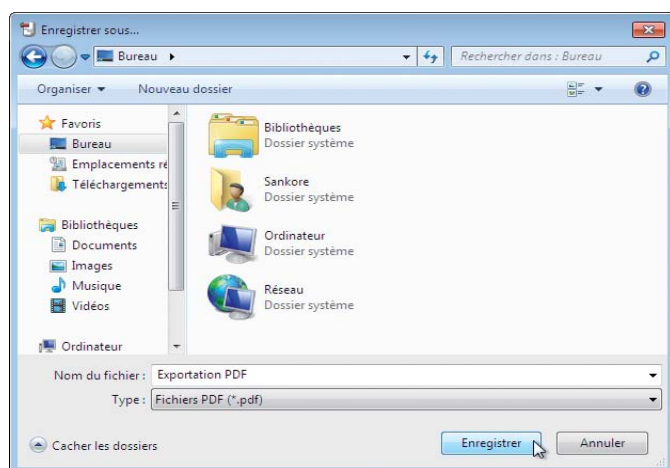 Enregistrer sous...
Bureau
Rechercher dans : Bureau
Organiser
Nouveau dossier
Favoris
Bureau
Emplacements ré
Téléchargements
Bibliothèques
Documents
Images
Musique
Vidéos
Ordinateur
Bibliothèques
Dossier système
Sankore
Dossier système
Ordinateur
Dossier système
Réseau
Dossier système
Nom du fichier : Exportation PDF
Type : Fichiers PDF (*.pdf)
Cacher les dossiers
Enregistrer
Annuler